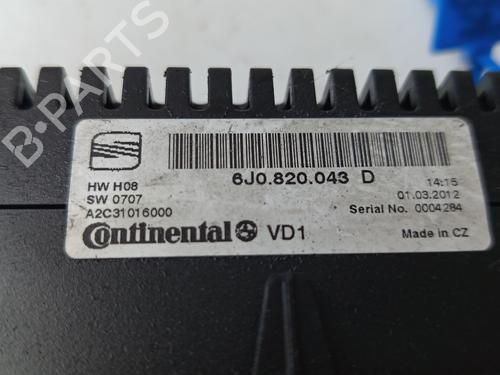 6J0.820.043 D
HW H08
SW 0707
A2C31016000
14:15
01.03.2012
Serial No. 0004284
Continental VD1
Made in CZ
B-PARTS